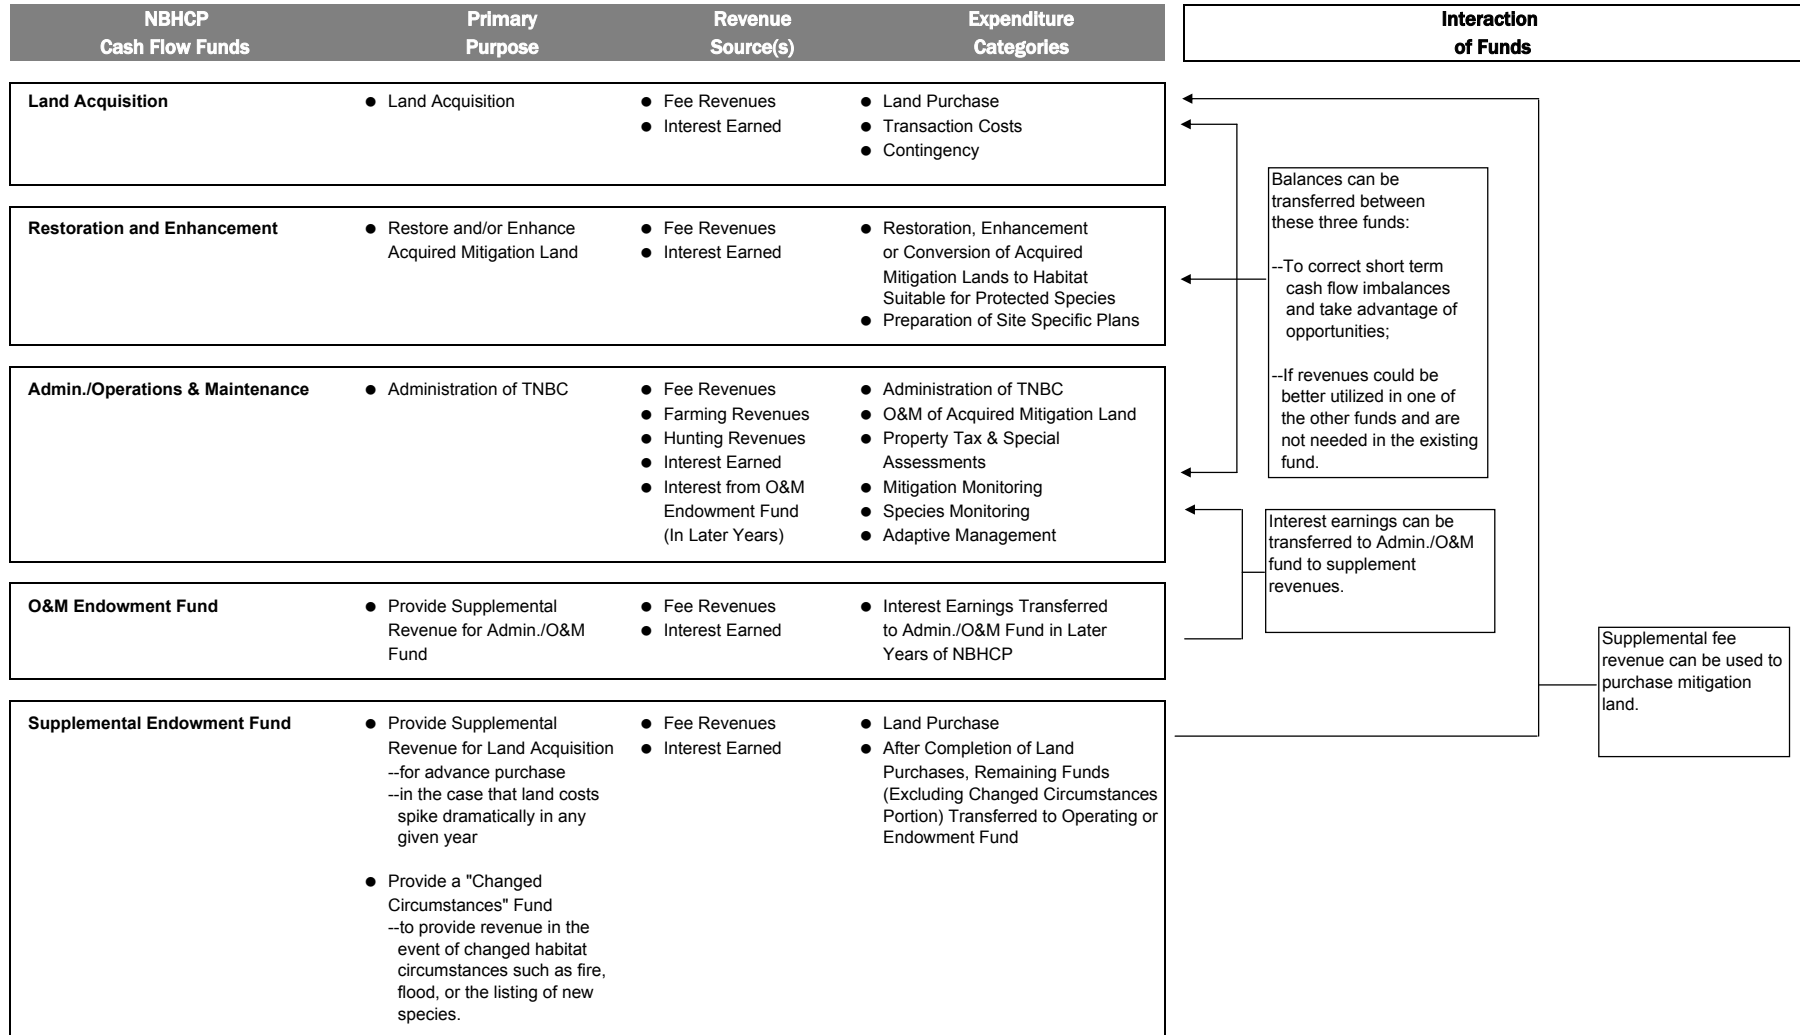 NBHCP
Cash Flow Funds
Primary
Purpose
Revenue
Source(s)
Expenditure
Categories
Interaction
of Funds
Land Acquisition
● Land Acquisition
● Fee Revenues
● Interest Earned
● Land Purchase
● Transaction Costs
● Contingency
Restoration and Enhancement
● Restore and/or Enhance
Acquired Mitigation Land
● Fee Revenues
● Interest Earned
● Restoration, Enhancement
or Conversion of Acquired
Mitigation Lands to Habitat
Suitable for Protected Species
● Preparation of Site Specific Plans
Admin./Operations & Maintenance
● Administration of TNBC
● Fee Revenues
● Farming Revenues
● Hunting Revenues
● Interest Earned
● Interest from O&M
Endowment Fund
(In Later Years)
● Administration of TNBC
● O&M of Acquired Mitigation Land
● Property Tax & Special
Assessments
● Mitigation Monitoring
● Species Monitoring
● Adaptive Management
O&M Endowment Fund
● Provide Supplemental
Revenue for Admin./O&M
Fund
● Fee Revenues
● Interest Earned
● Interest Earnings Transferred
to Admin./O&M Fund in Later
Years of NBHCP
Supplemental Endowment Fund
● Provide Supplemental
Revenue for Land Acquisition
--for advance purchase
--in the case that land costs
spike dramatically in any
given year
● Provide a "Changed
Circumstances" Fund
--to provide revenue in the
event of changed habitat
circumstances such as fire,
flood, or the listing of new
species.
● Fee Revenues
● Interest Earned
● Land Purchase
● After Completion of Land
Purchases, Remaining Funds
(Excluding Changed Circumstances
Portion) Transferred to Operating or
Endowment Fund
Balances can be
transferred between
these three funds:
--To correct short term
cash flow imbalances
and take advantage of
opportunities;
--If revenues could be
better utilized in one of
the other funds and are
not needed in the existing
fund.
Interest earnings can be
transferred to Admin./O&M
fund to supplement
revenues.
Supplemental fee
revenue can be used to
purchase mitigation
land.